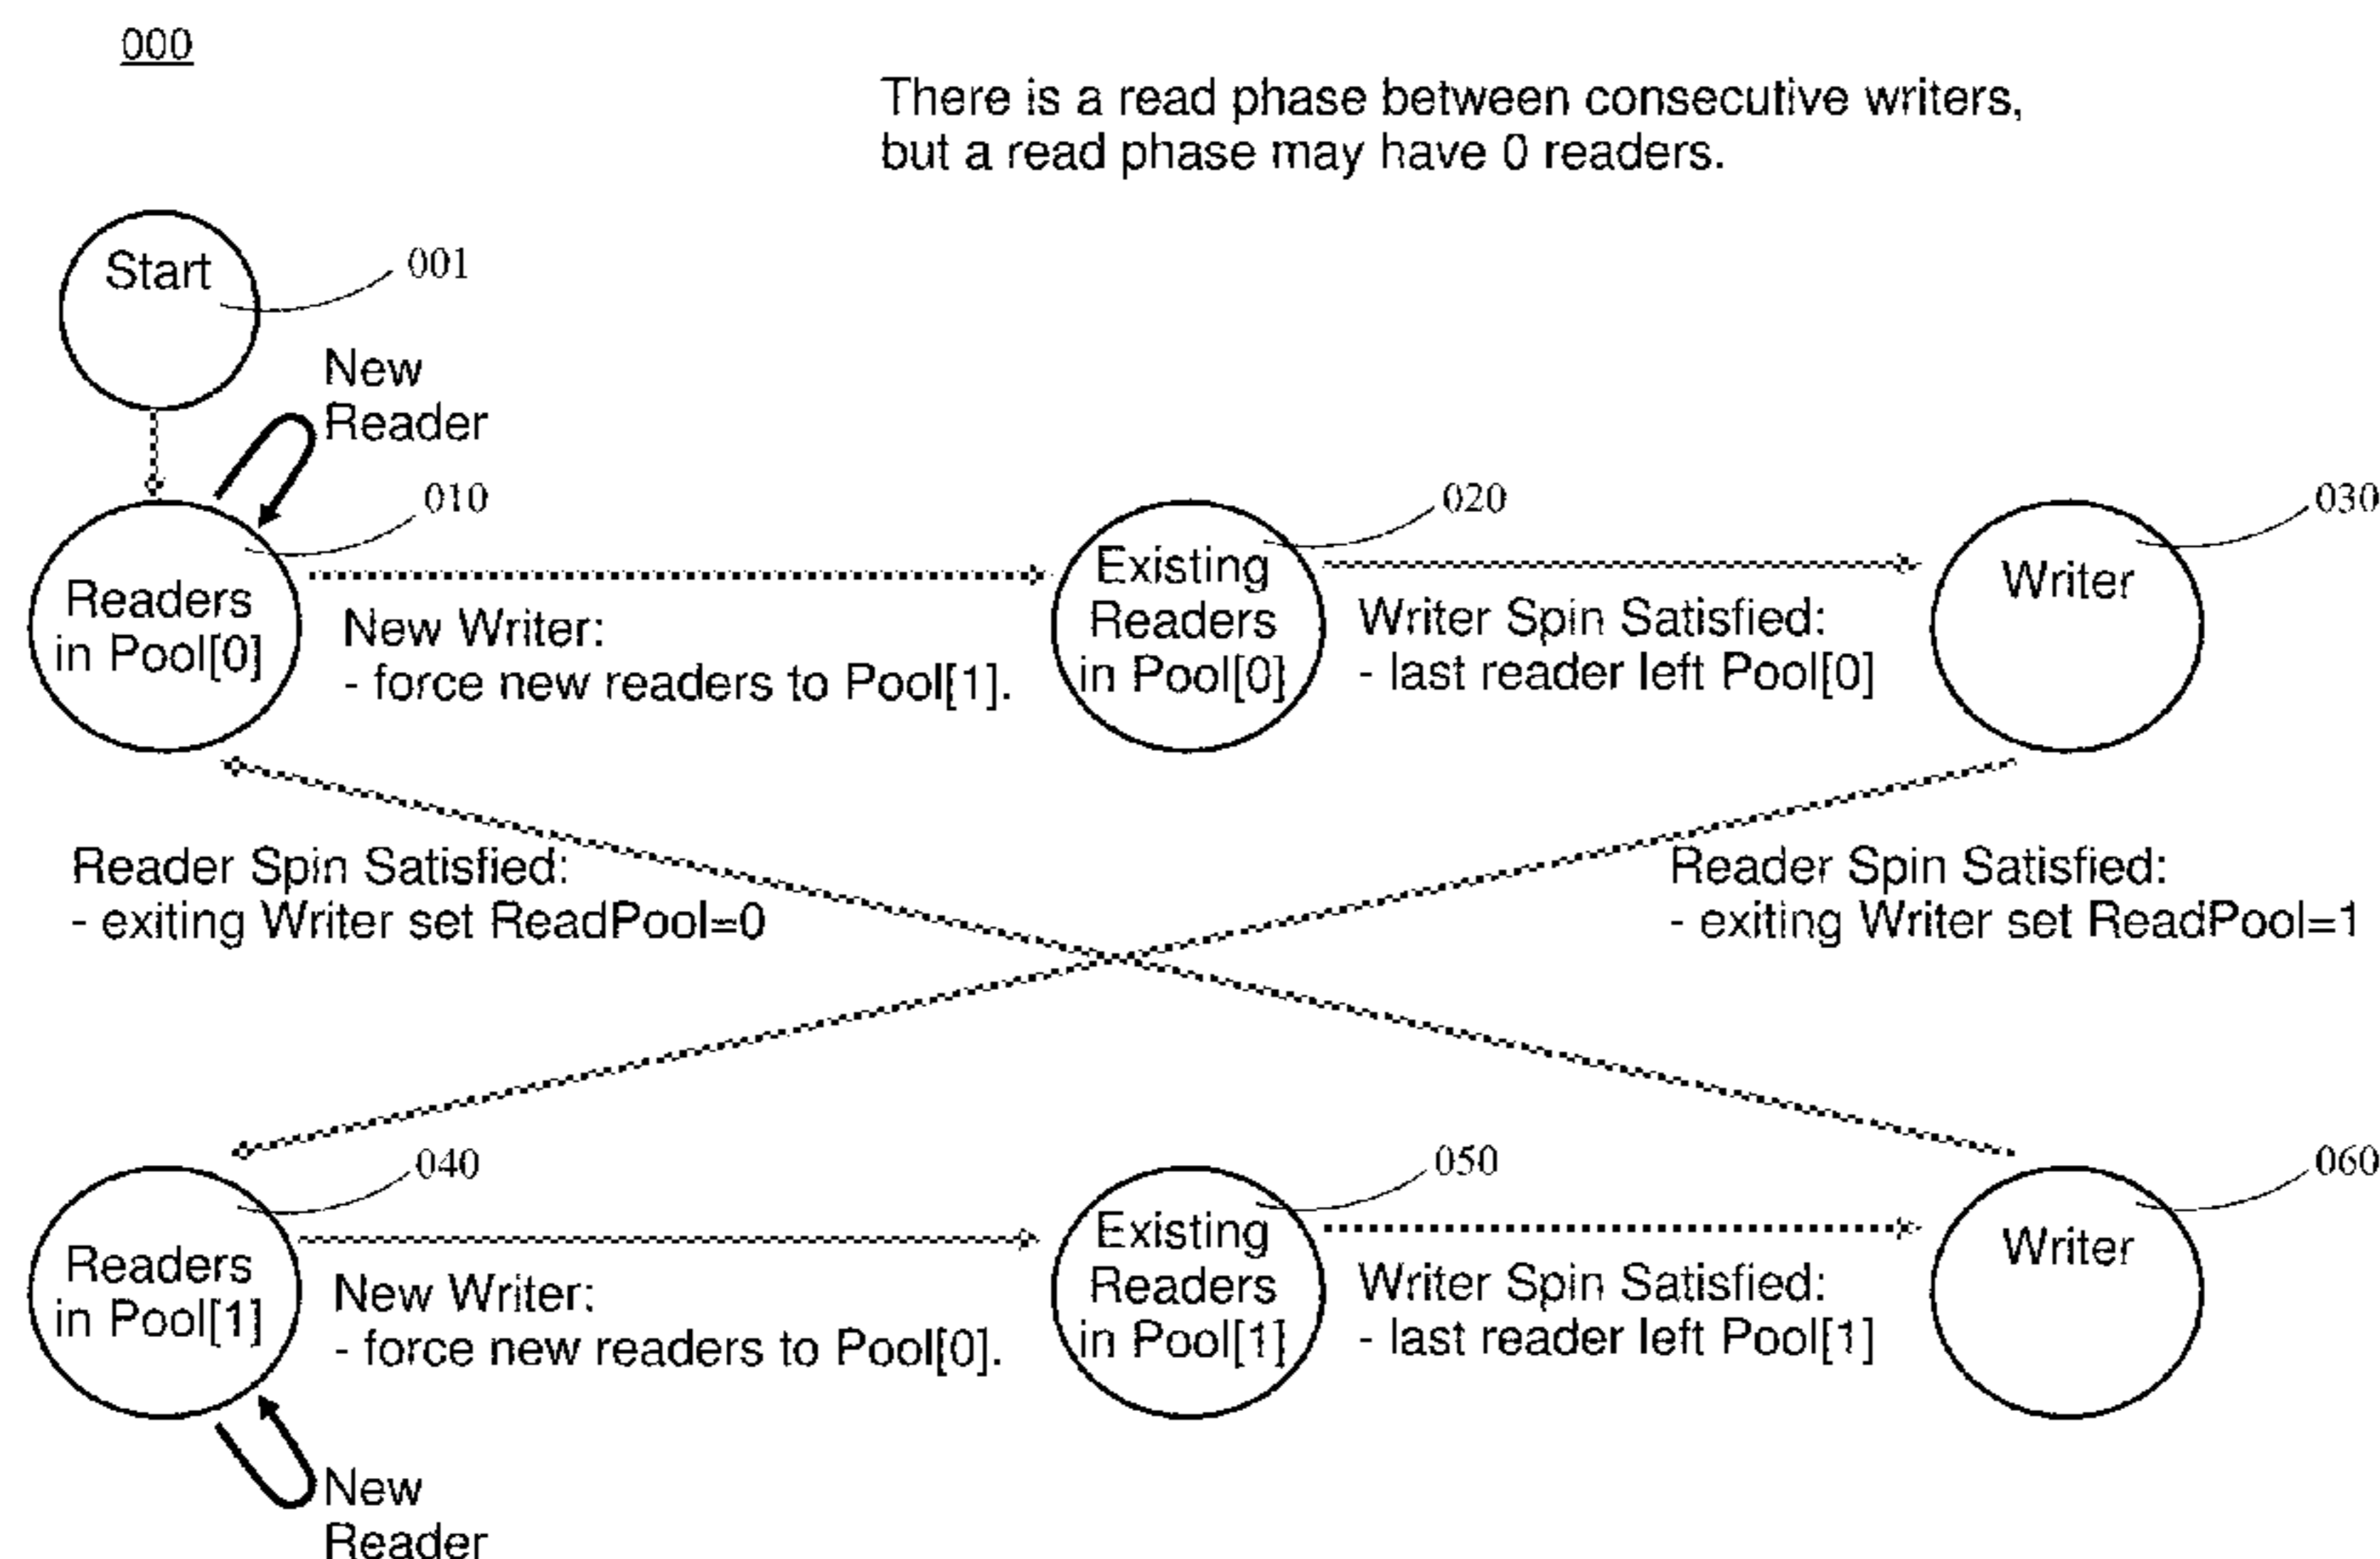 000
There is a read phase between consecutive writers,
but a read phase may have 0 readers.
Start
001
New
Reader
010
Readers
in Pool[0]
New Writer:
- force new readers to Pool[1].
020
Existing
Readers
in Pool[0]
Writer Spin Satisfied:
- last reader left Pool[0]
030
Writer
Reader Spin Satisfied:
- exiting Writer set ReadPool=0
Reader Spin Satisfied:
- exiting Writer set ReadPool=1
040
Readers
in Pool[1]
New Writer:
- force new readers to Pool[0].
050
Existing
Readers
in Pool[1]
Writer Spin Satisfied:
- last reader left Pool[1]
060
Writer
New
Reader